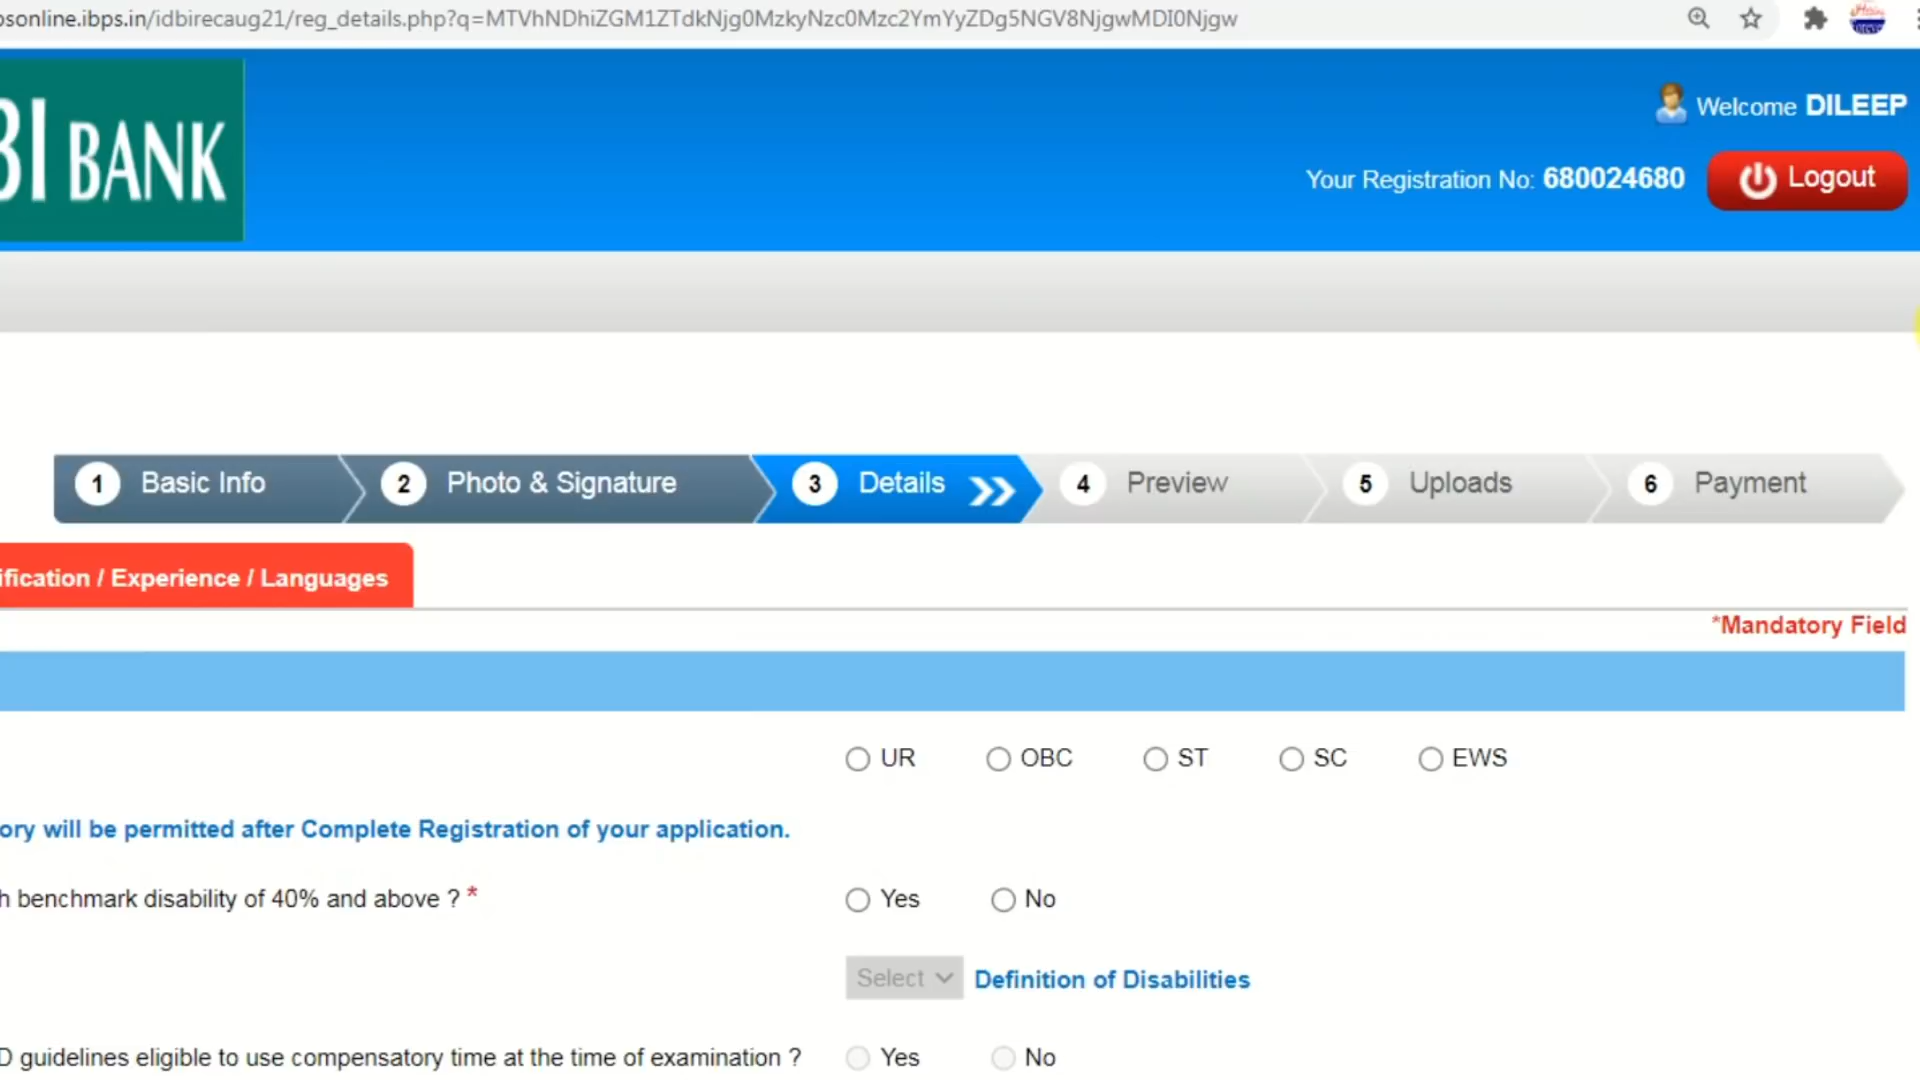 osonline.ibps.in/idbirecaug21/reg_details.php?q=MTVhNDhiZGM1ZTdkNjg0MzkyNzc0Mzc2YmYyZDg5NGV8NjgwMDI0Njgw
BI BANK
Welcome DILEEP
Your Registration No: 680024680
Logout
1 Basic Info
2 Photo & Signature
3 Details
4 Preview
5 Uploads
6 Payment
ification / Experience / Languages
*Mandatory Field
UR OBC ST SC EWS
ory will be permitted after Complete Registration of your application.
h benchmark disability of 40% and above ? *
Yes No
Select Definition of Disabilities
D guidelines eligible to use compensatory time at the time of examination ?
Yes No